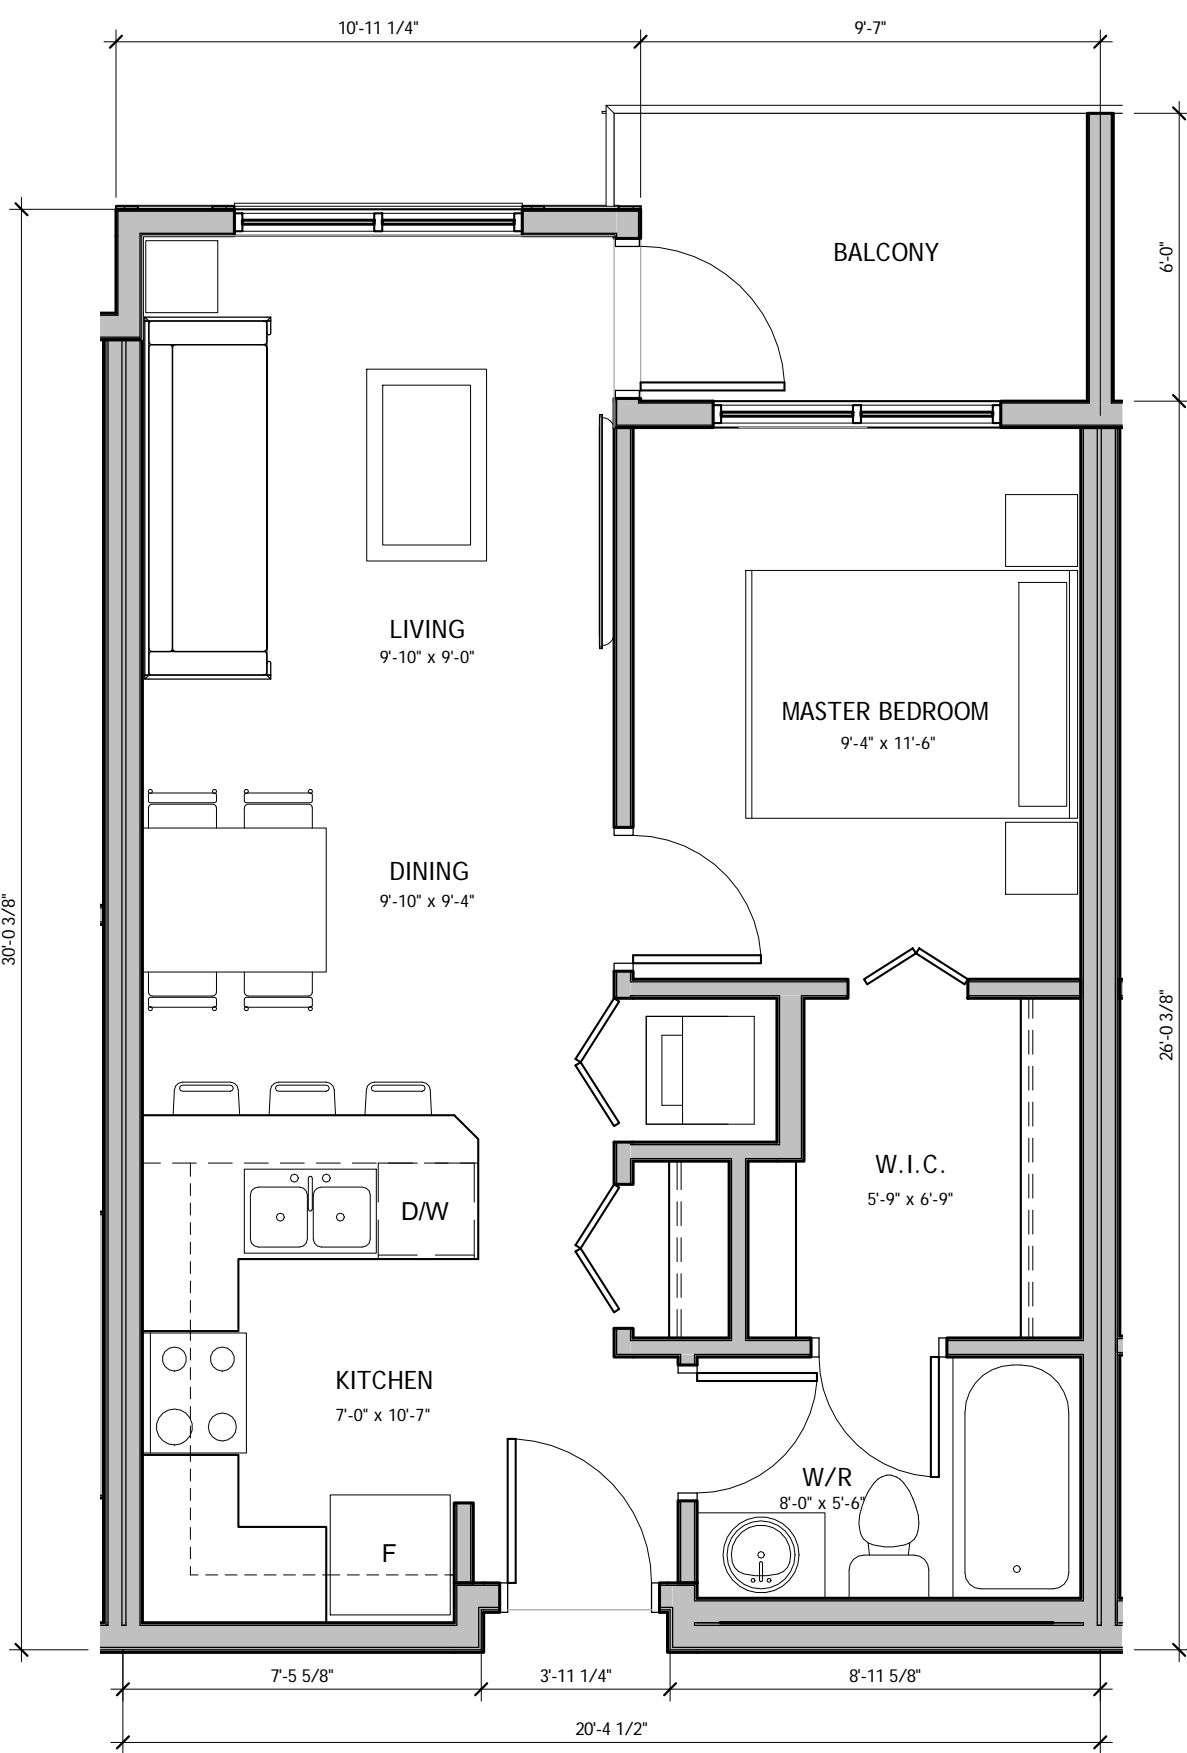 10'-11 1/4"
9'-7"
BALCONY
6'-0"
LIVING
9'-10" x 9'-0"
MASTER BEDROOM
9'-4" x 11'-6"
DINING
9'-10" x 9'-4"
30'-0 3/8"
26'-0 3/8"
W.I.C.
5'-9" x 6'-9"
D/W
KITCHEN
7'-0" x 10'-7"
W/R
8'-0" x 5'-6"
F
7'-5 5/8"
3'-11 1/4"
8'-11 5/8"
20'-4 1/2"